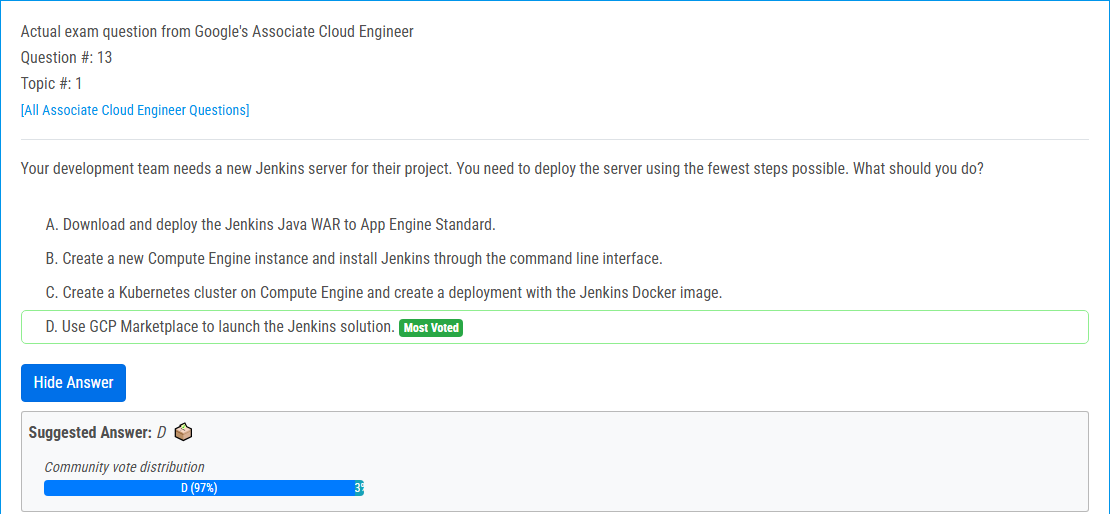 Actual exam question from Google's Associate Cloud Engineer
Question #: 13
Topic #: 1
[All Associate Cloud Engineer Questions]
Your development team needs a new Jenkins server for their project. You need to deploy the server using the fewest steps possible. What should you do?
A. Download and deploy the Jenkins Java WAR to App Engine Standard.
B. Create a new Compute Engine instance and install Jenkins through the command line interface.
C. Create a Kubernetes cluster on Compute Engine and create a deployment with the Jenkins Docker image.
D. Use GCP Marketplace to launch the Jenkins solution. Most Voted
Hide Answer
Suggested Answer: D
Community vote distribution
D (97%) 3%